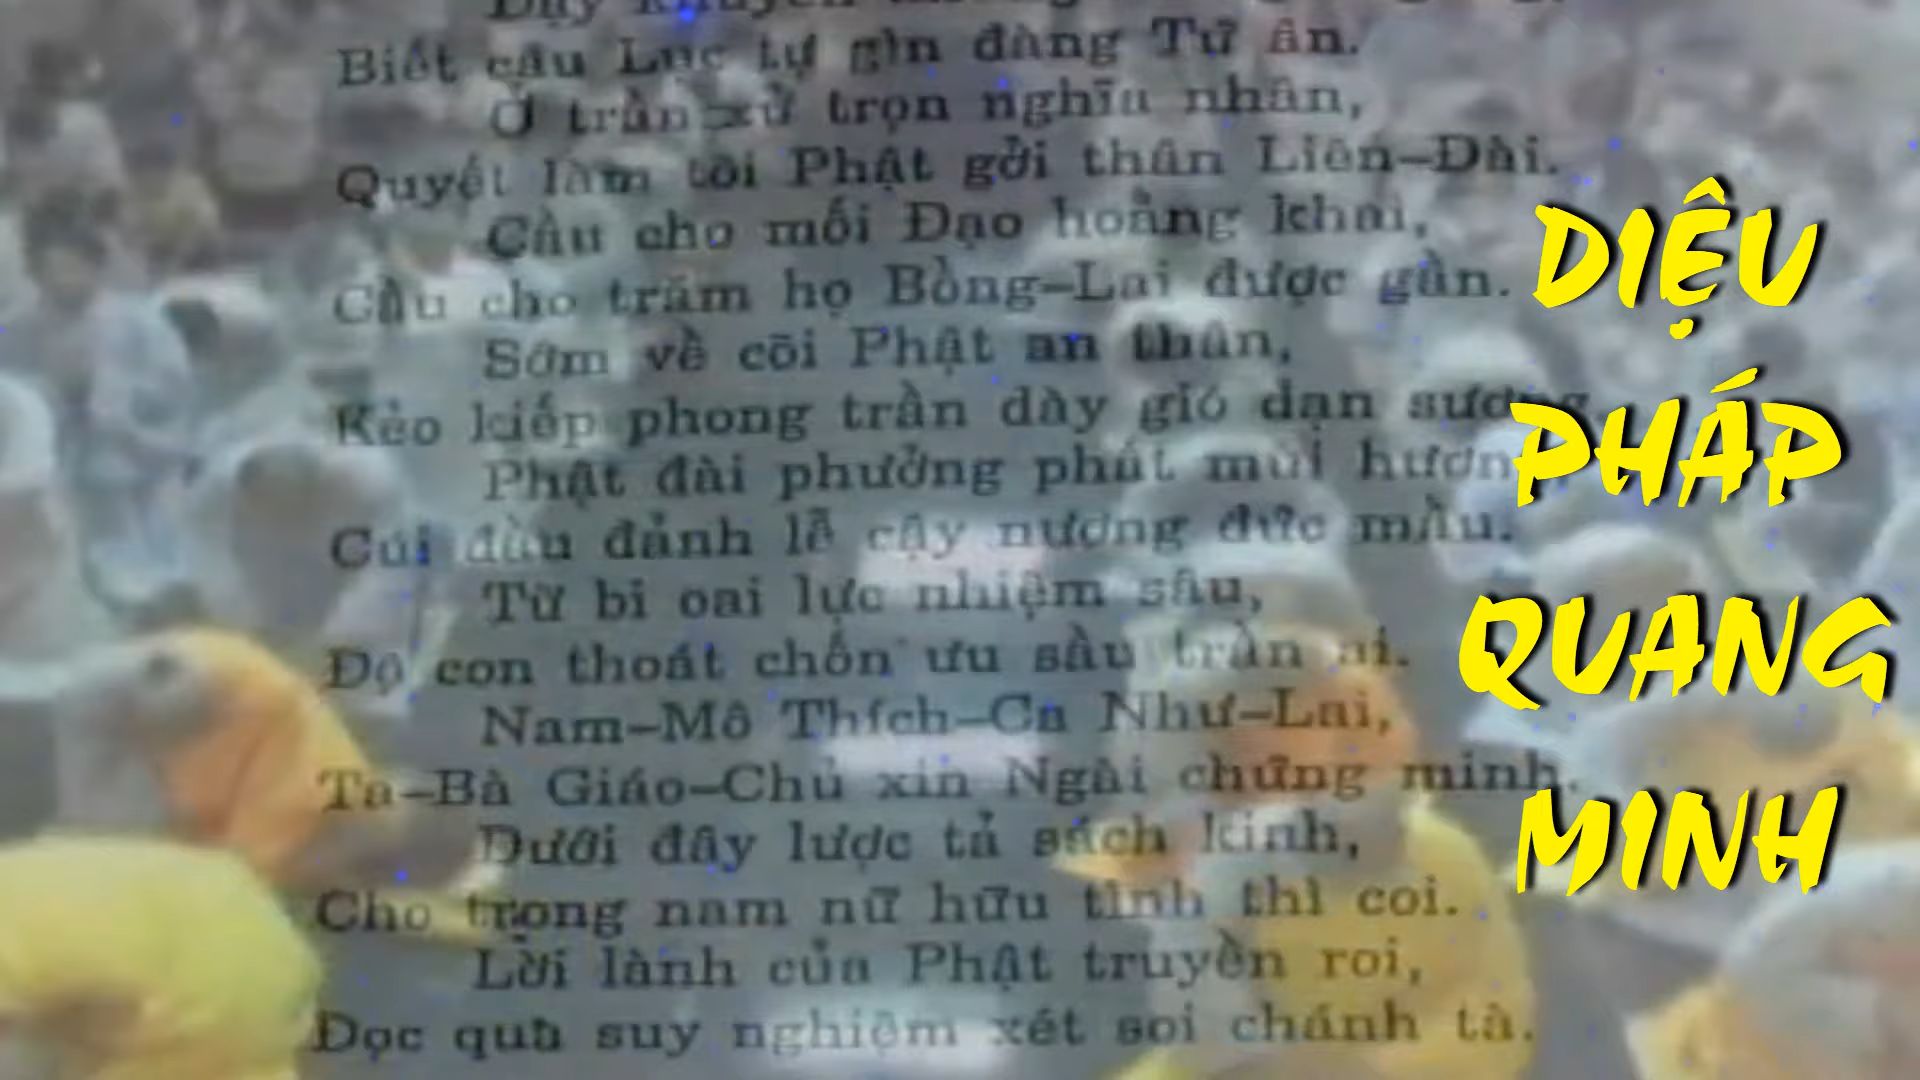 Biết câu Lục tự gìn đàng Tứ ân.
Ở trần xử trọn nghĩa nhân,
Quyết làm tôi Phật gởi thân Liên-Đài.
Cầu cho mối Đạo hoằng khai,
Cầu cho trăm họ Bồng-Lai được gần.
Sớm về cõi Phật an thân,
Kẻo kiếp phong trần dày gió dạn sương.
Phật đài phưởng phất mùi hương
Cúi đầu đảnh lễ cậy nương đức mầu.
Từ bi oai lực nhiệm sâu,
Độ con thoát chốn ưu sầu trần ai.
Nam-Mô Thích-Ca Như-Lai,
Ta-Bà Giáo-Chủ xin Ngài chứng minh.
Dưới đây lược tả sách kinh,
Cho trọng nam nữ hữu tình thì coi.
Lời lành của Phật truyền roi,
Đọc qua suy nghiệm xét soi chánh tà.
DIỆU
PHÁP
QUANG
MINH